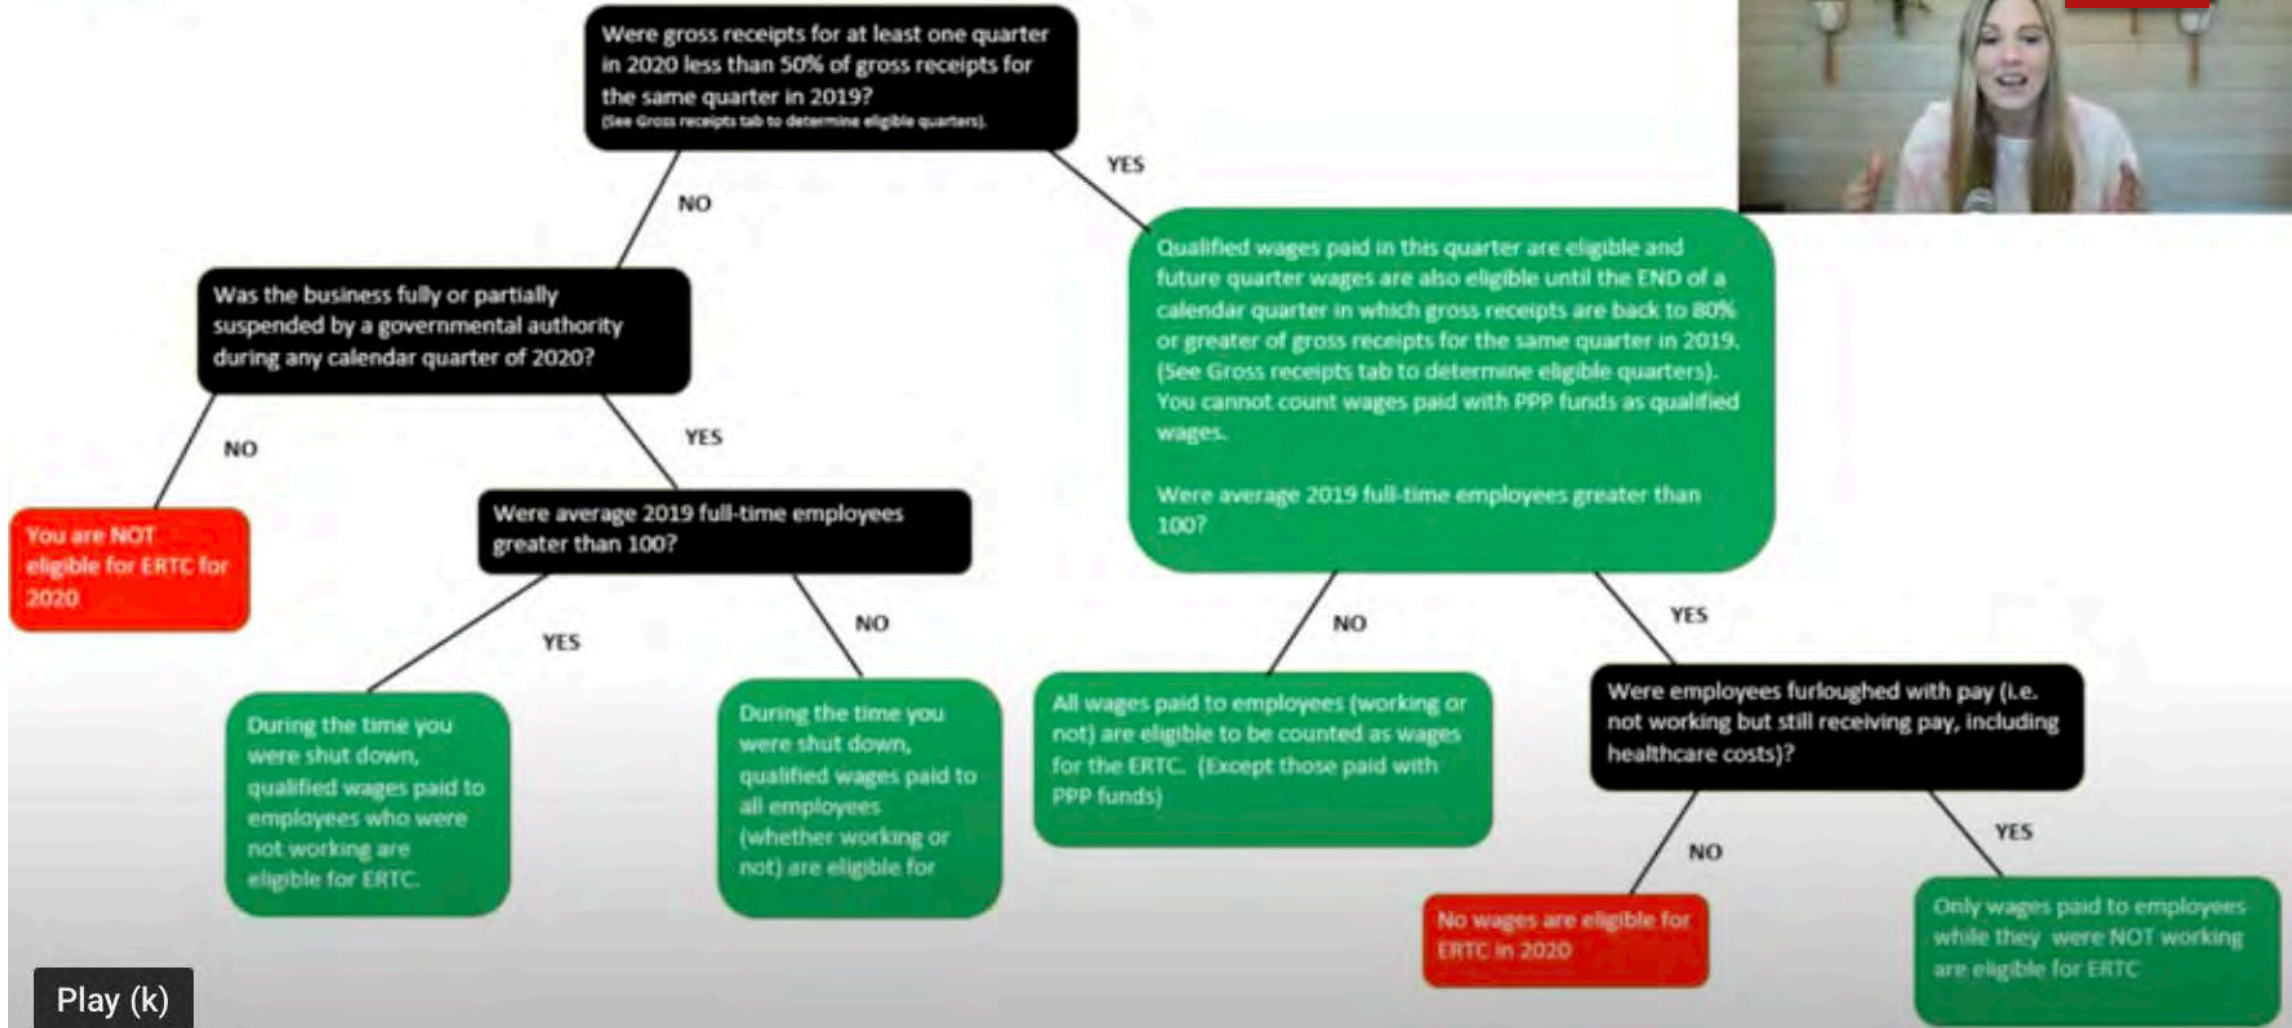 Were gross receipts for at least one quarter
in 2020 less than 50% of gross receipts for
the same quarter in 2019?
(See Gross receipts tab to determine eligible quarters).
YES
NO
Qualified wages paid in this quarter are eligible and
future quarter wages are also eligible until the END of a
calendar quarter in which gross receipts are back to 80%
or greater of gross receipts for the same quarter in 2019.
(See Gross receipts tab to determine eligible quarters).
You cannot count wages paid with PPP funds as qualified
wages.
Were average 2019 full-time employees greater than
100?
Was the business fully or partially
suspended by a governmental authority
during any calendar quarter of 2020?
NO
YES
You are NOT
eligible for ERTC for
2020
Were average 2019 full-time employees
greater than 100?
YES
NO
NO
YES
During the time you
were shut down,
qualified wages paid to
employees who were
not working are
eligible for ERTC.
During the time you
were shut down,
qualified wages paid to
all employees
(whether working or
not) are eligible for
All wages paid to employees (working or
not) are eligible to be counted as wages
for the ERTC. (Except those paid with
PPP funds)
Were employees furloughed with pay (i.e.
not working but still receiving pay, including
healthcare costs)?
NO
YES
No wages are eligible for
ERTC in 2020
Only wages paid to employees
while they were NOT working
are eligible for ERTC
Play (k)